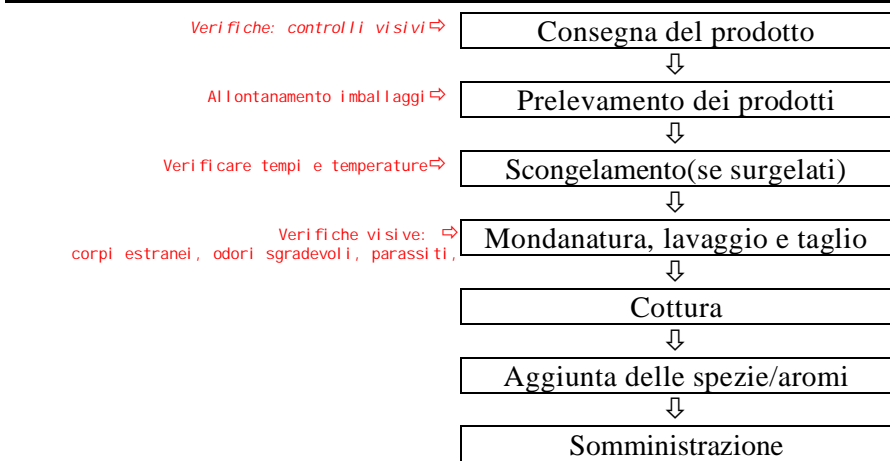 Verifiche: controlli visivi⇨ Consegna del prodotto
⇩
Allontanamento imballaggi⇨ Prelevamento dei prodotti
⇩
Verificare tempi e temperature⇨ Scongelamento(se surgelati)
⇩
Verifiche visive: ⇨ Mondanatura, lavaggio e taglio
corpi estranei, odori sgradevoli, parassiti,
⇩
Cottura
⇩
Aggiunta delle spezie/aromi
⇩
Somministrazione